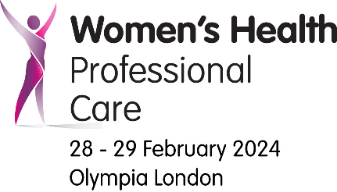 Women's Health
Professional
Care
28 - 29 February 2024
Olympia London